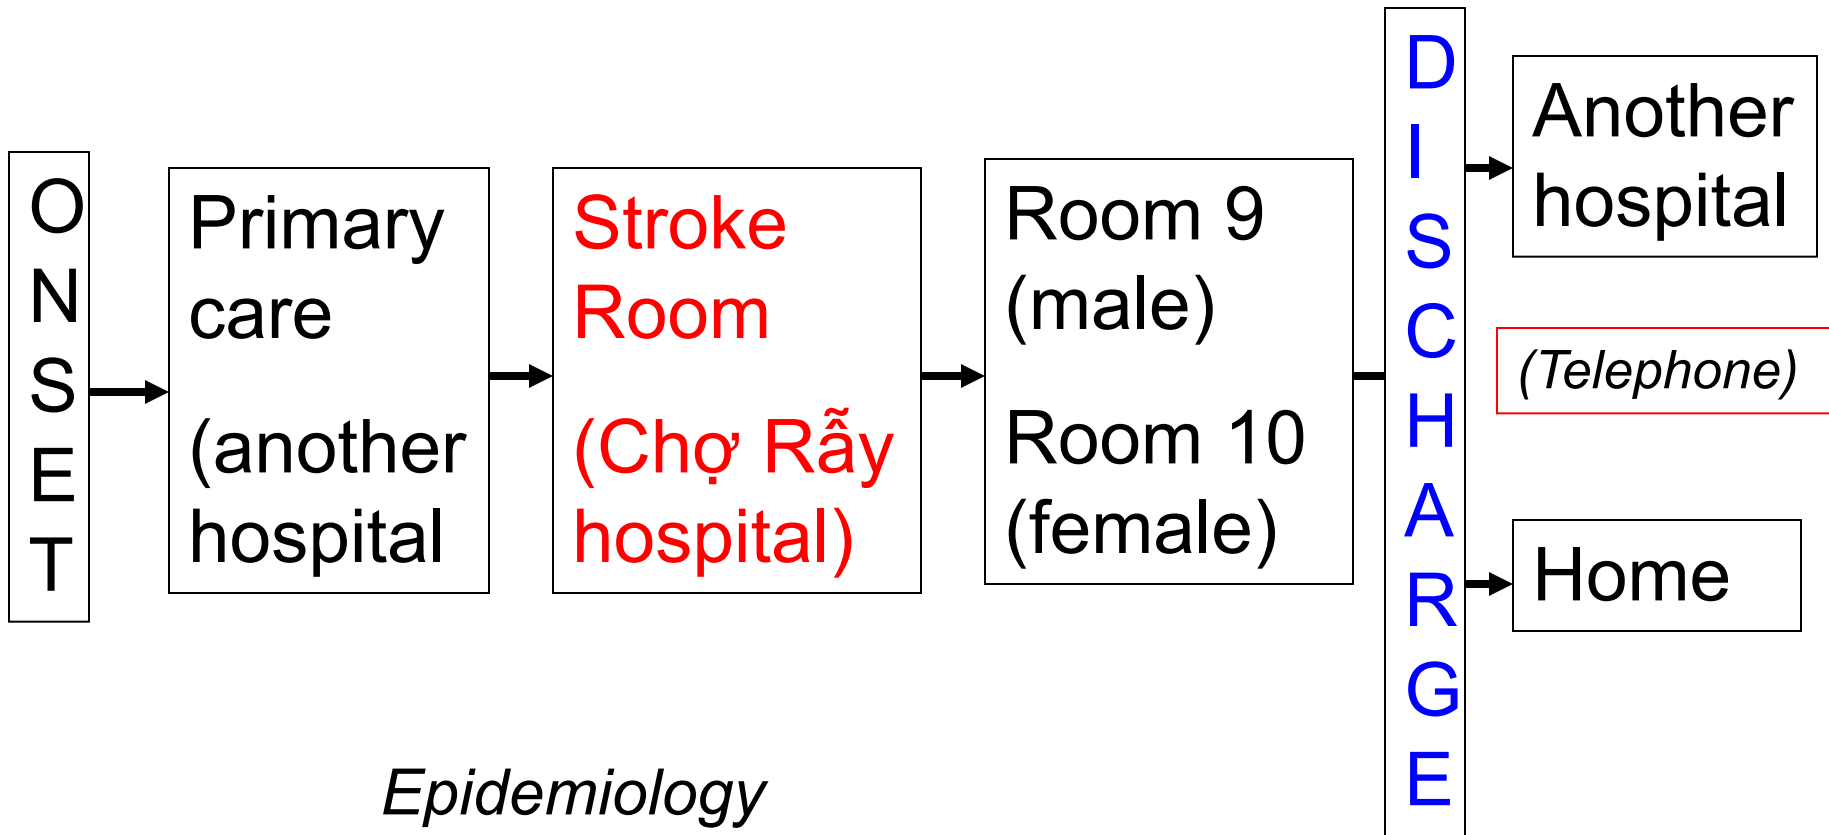 ONSET
Primary
care
(another
hospital
Stroke
Room
(Chợ Rẫy
hospital)
Room 9
(male)
Room 10
(female)
DISCHARGE
Another
hospital
(Telephone)
Home
Epidemiology